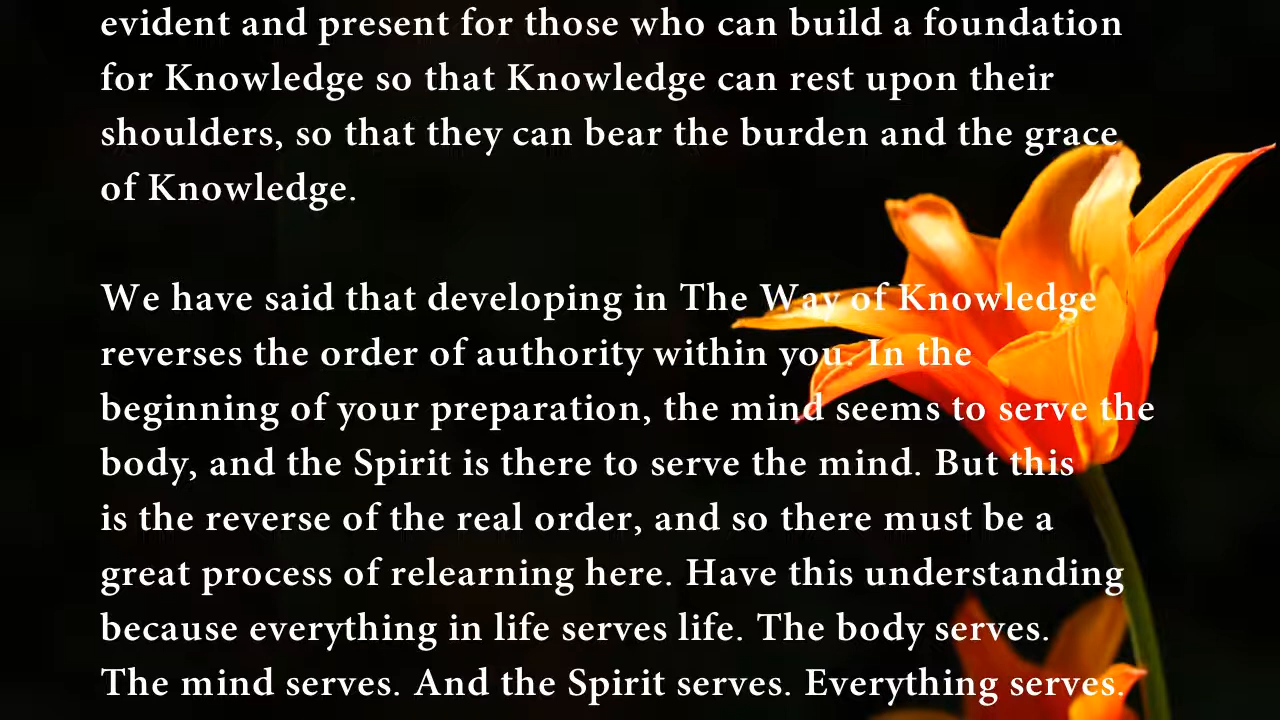 evident and present for those who can build a foundation
for Knowledge so that Knowledge can rest upon their
shoulders, so that they can bear the burden and the grace
of Knowledge.
We have said that developing in The Way of Knowledge
reverses the order of authority within you. In the
beginning of your preparation, the mind seems to serve the
body, and the Spirit is there to serve the mind. But this
is the reverse of the real order, and so there must be a
great process of relearning here. Have this understanding
because everything in life serves life. The body serves.
The mind serves. And the Spirit serves. Everything serves.